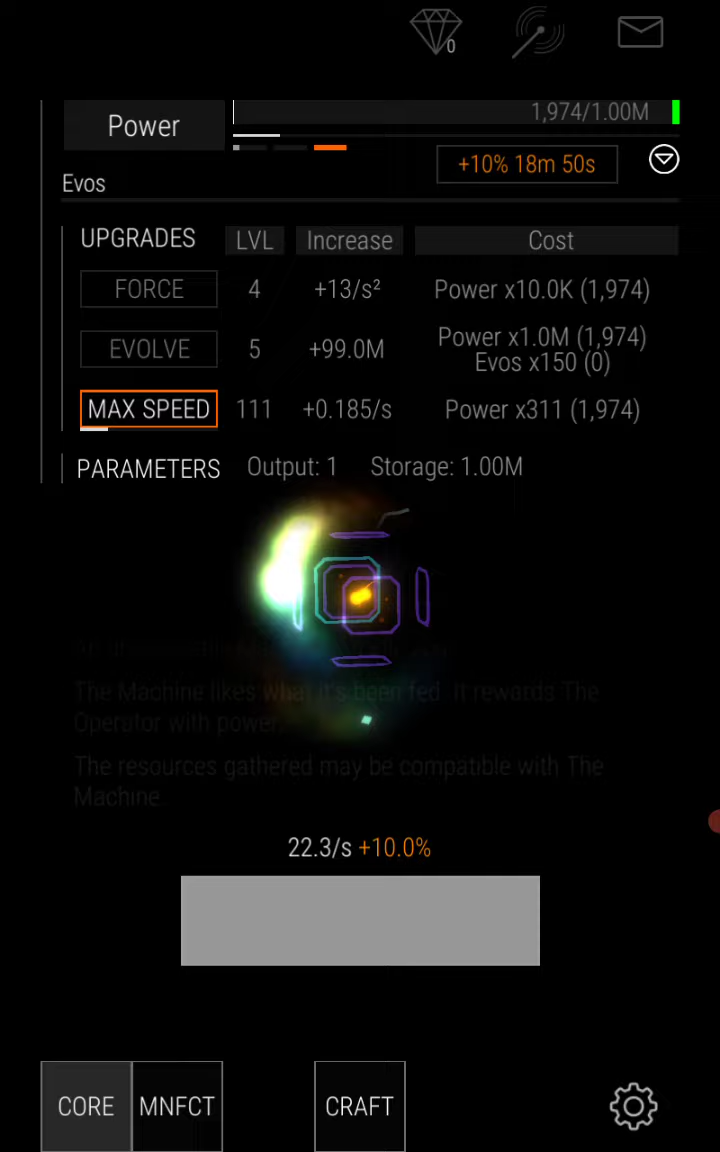 0
Power
1,974/1.00M
+10% 18m 50s
Evos
UPGRADES LVL Increase Cost
FORCE 4 +13/s² Power x10.0K (1,974)
EVOLVE 5 +99.0M Power x1.0M (1,974)
Evos x150 (0)
MAX SPEED 111 +0.185/s Power x311 (1,974)
PARAMETERS Output: 1 Storage: 1.00M
The Machine likes what it's been fed. It rewards The
Operator with power.
The resources gathered may be compatible with The
Machine.
22.3/s +10.0%
CORE MNFCT CRAFT